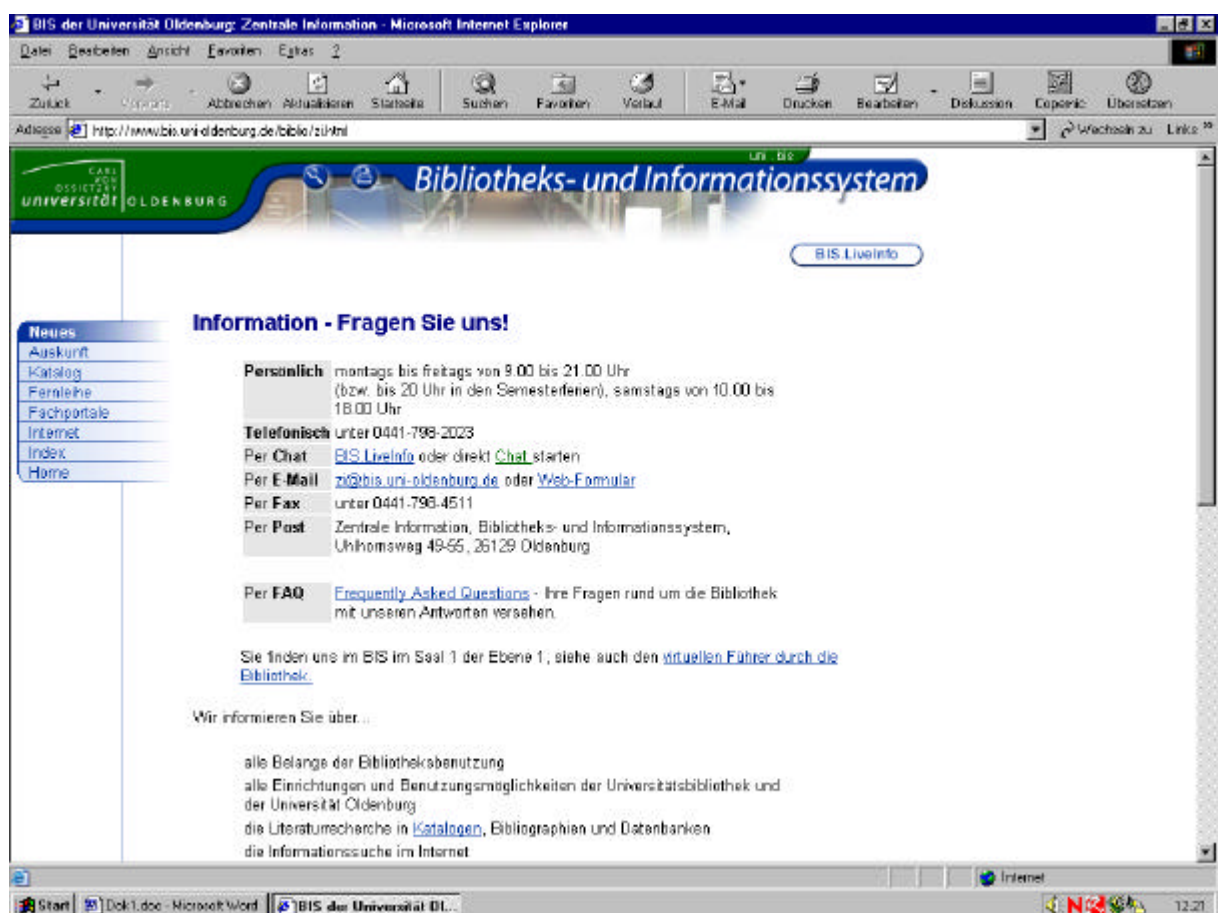 BIS der Universität Oldenburg: Zentrale Information - Microsoft Internet Explorer
Datei Bearbeiten Ansicht Favoriten Extras ?
Zurück Vorwärts Abbrechen Aktualisieren Startseite Suchen Favoriten Verlauf E-Mail Drucken Bearbeiten Diskussion Copernic Übersetzen
Adresse http://www.bis.uni-oldenburg.de/biblio/zi.html Wechseln zu Links »
uni.bis
CARL
VON
OSSIETZKY
universität OLDENBURG
Bibliotheks- und Informationssystem
BIS.LiveInfo
Information - Fragen Sie uns!
Neues
Auskunft
Katalog
Fernleihe
Fachportale
Internet
Index
Home
Persönlich montags bis freitags von 9.00 bis 21.00 Uhr
(bzw. bis 20 Uhr in den Semesterferien), samstags von 10.00 bis
18.00 Uhr
Telefonisch unter 0441-798-2023
Per Chat BIS.LiveInfo oder direkt Chat starten
Per E-Mail zi@bis.uni-oldenburg.de oder Web-Formular
Per Fax unter 0441-798-4511
Per Post Zentrale Information, Bibliotheks- und Informationssystem,
Uhlhornsweg 49-55, 26129 Oldenburg
Per FAQ Frequently Asked Questions - Ihre Fragen rund um die Bibliothek
mit unseren Antworten versehen.
Sie finden uns im BIS im Saal 1 der Ebene 1; siehe auch den virtuellen Führer durch die
Bibliothek.
Wir informieren Sie über...
alle Belange der Bibliotheksbenutzung
alle Einrichtungen und Benutzungsmöglichkeiten der Universitätsbibliothek und
der Universität Oldenburg
die Literaturrecherche in Katalogen, Bibliographien und Datenbanken
die Informationssuche im Internet
Internet
Start Dok1.doc - Microsoft Word BIS der Universität Ol... N 12:21